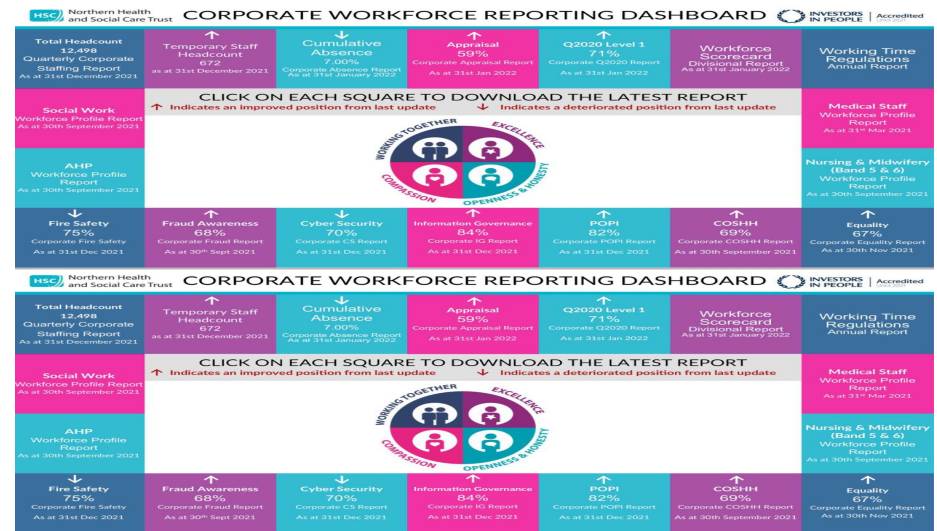 HSC Northern Health and Social Care Trust
CORPORATE WORKFORCE REPORTING DASHBOARD
INVESTORS IN PEOPLE Accredited
Total Headcount
12,498
Quarterly Corporate
Staffing Report
As at 31st December 2021
↑
Temporary Staff
Headcount
672
as at 31st December 2021
↓
Cumulative
Absence
7.00%
Corporate Absence Report
As at 31st January 2022
↑
Appraisal
59%
Corporate Appraisal Report
As at 31st Jan 2022
↑
Q2020 Level 1
71%
Corporate Q2020 Report
As at 31st Jan 2022
Workforce
Scorecard
Divisional Report
As at 31st January 2022
Working Time
Regulations
Annual Report
CLICK ON EACH SQUARE TO DOWNLOAD THE LATEST REPORT
↑ Indicates an improved position from last update ↓ Indicates a deteriorated position from last update
Social Work
Workforce Profile Report
As at 30th September 2021
Medical Staff
Workforce Profile
Report
As at 31st Mar 2021
WORKING TOGETHER
EXCELLENCE
COMPASSION
OPENNESS & HONESTY
AHP
Workforce Profile
Report
As at 30th September 2021
Nursing & Midwifery
(Band 5 & 6)
Workforce Profile
Report
As at 30th September 2021
↓
Fire Safety
75%
Corporate Fire Safety
As at 31st Dec 2021
↑
Fraud Awareness
68%
Corporate Fraud Report
As at 30th Sept 2021
↓
Cyber Security
70%
Corporate CS Report
As at 31st Dec 2021
↑
Information Governance
84%
Corporate IG Report
As at 31st Dec 2021
↑
POPI
82%
Corporate POPI Report
As at 31st Dec 2021
↑
COSHH
69%
Corporate COSHH Report
As at 30th September 2021
↑
Equality
67%
Corporate Equality Report
As at 30th Nov 2021
HSC Northern Health and Social Care Trust
CORPORATE WORKFORCE REPORTING DASHBOARD
INVESTORS IN PEOPLE Accredited
Total Headcount
12,498
Quarterly Corporate
Staffing Report
As at 31st December 2021
↑
Temporary Staff
Headcount
672
as at 31st December 2021
↓
Cumulative
Absence
7.00%
Corporate Absence Report
As at 31st January 2022
↑
Appraisal
59%
Corporate Appraisal Report
As at 31st Jan 2022
↑
Q2020 Level 1
71%
Corporate Q2020 Report
As at 31st Jan 2022
Workforce
Scorecard
Divisional Report
As at 31st January 2022
Working Time
Regulations
Annual Report
CLICK ON EACH SQUARE TO DOWNLOAD THE LATEST REPORT
↑ Indicates an improved position from last update ↓ Indicates a deteriorated position from last update
Social Work
Workforce Profile Report
As at 30th September 2021
Medical Staff
Workforce Profile
Report
As at 31st Mar 2021
WORKING TOGETHER
EXCELLENCE
COMPASSION
OPENNESS & HONESTY
AHP
Workforce Profile
Report
As at 30th September 2021
Nursing & Midwifery
(Band 5 & 6)
Workforce Profile
Report
As at 30th September 2021
↓
Fire Safety
75%
Corporate Fire Safety
As at 31st Dec 2021
↑
Fraud Awareness
68%
Corporate Fraud Report
As at 30th Sept 2021
↓
Cyber Security
70%
Corporate CS Report
As at 31st Dec 2021
↑
Information Governance
84%
Corporate IG Report
As at 31st Dec 2021
↑
POPI
82%
Corporate POPI Report
As at 31st Dec 2021
↑
COSHH
69%
Corporate COSHH Report
As at 30th September 2021
↑
Equality
67%
Corporate Equality Report
As at 30th Nov 2021